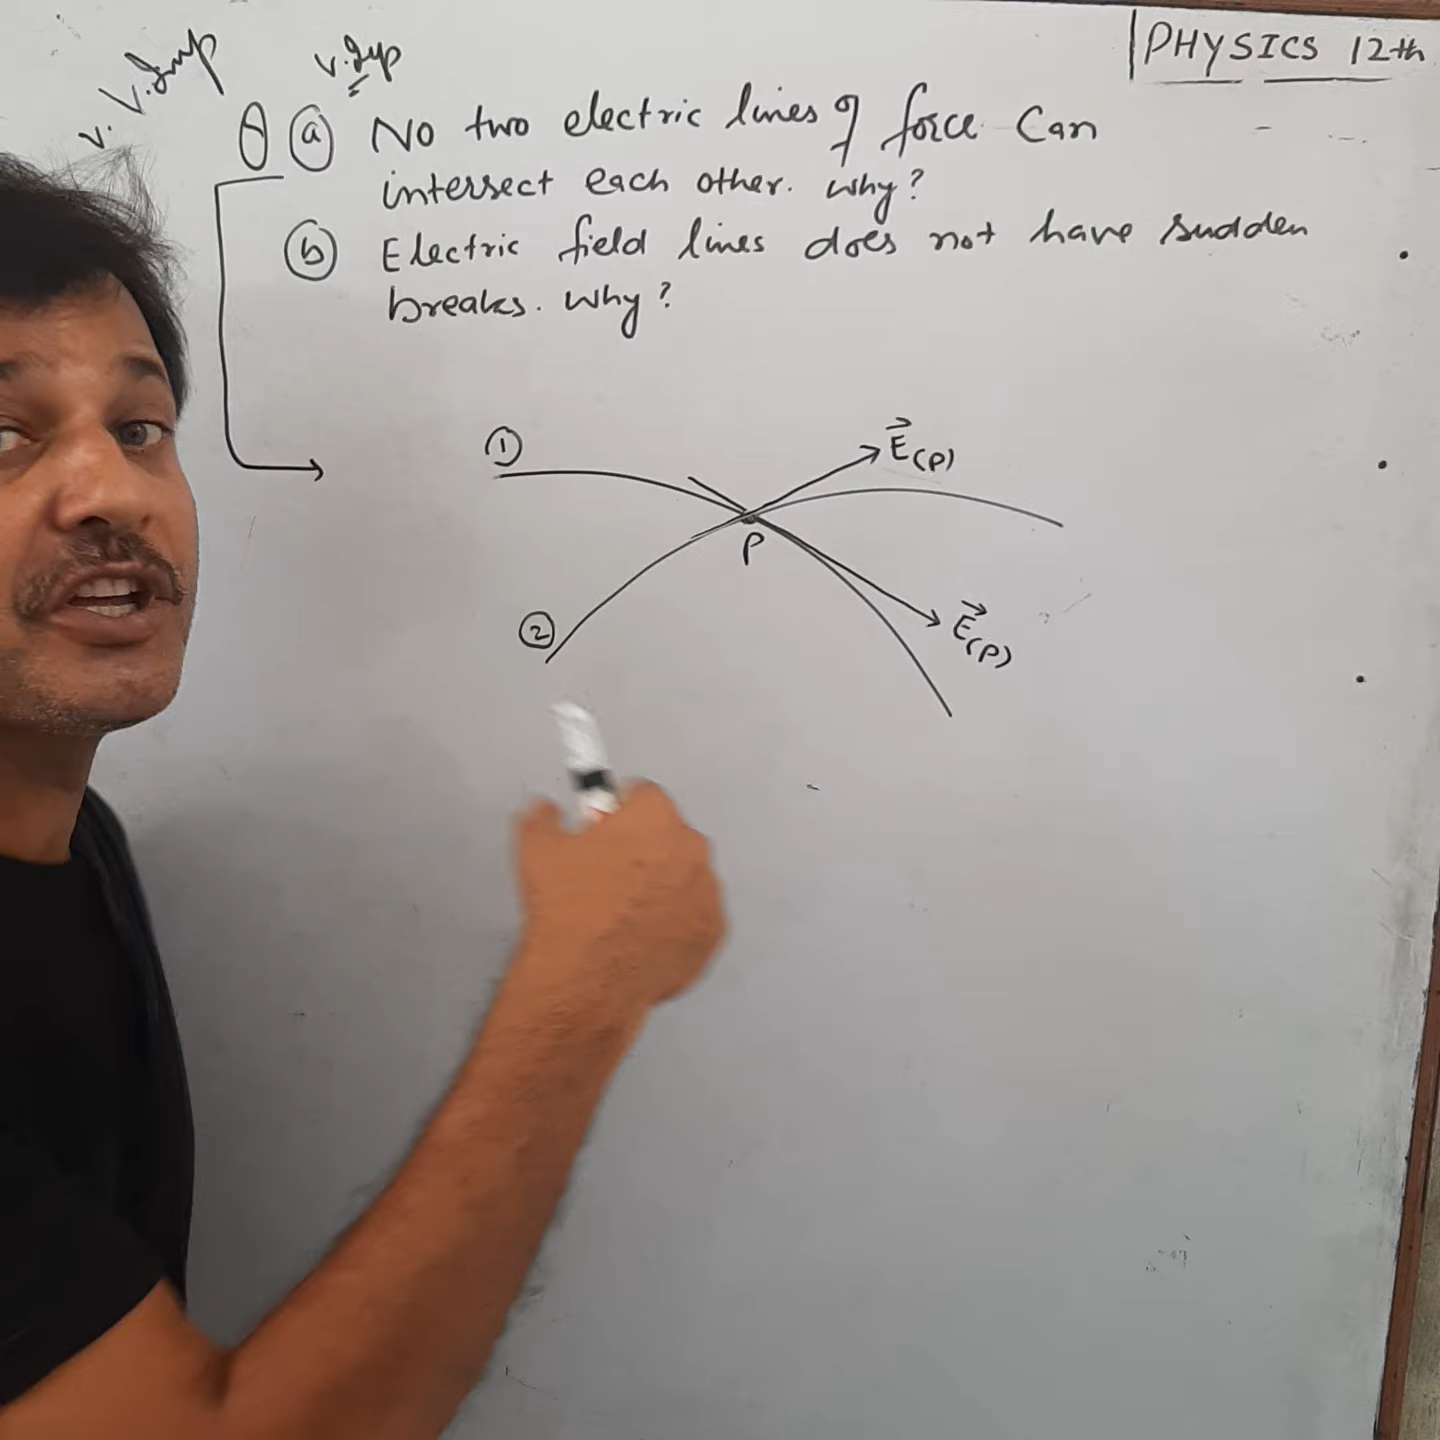 PHYSICS 12th
V. V. Imp
V. Imp
Q (a) No two electric lines of force Can
intersect each other. Why?
(b) Electric field lines does not have sudden
breaks. Why?
1
E(P)
P
2
E(P)